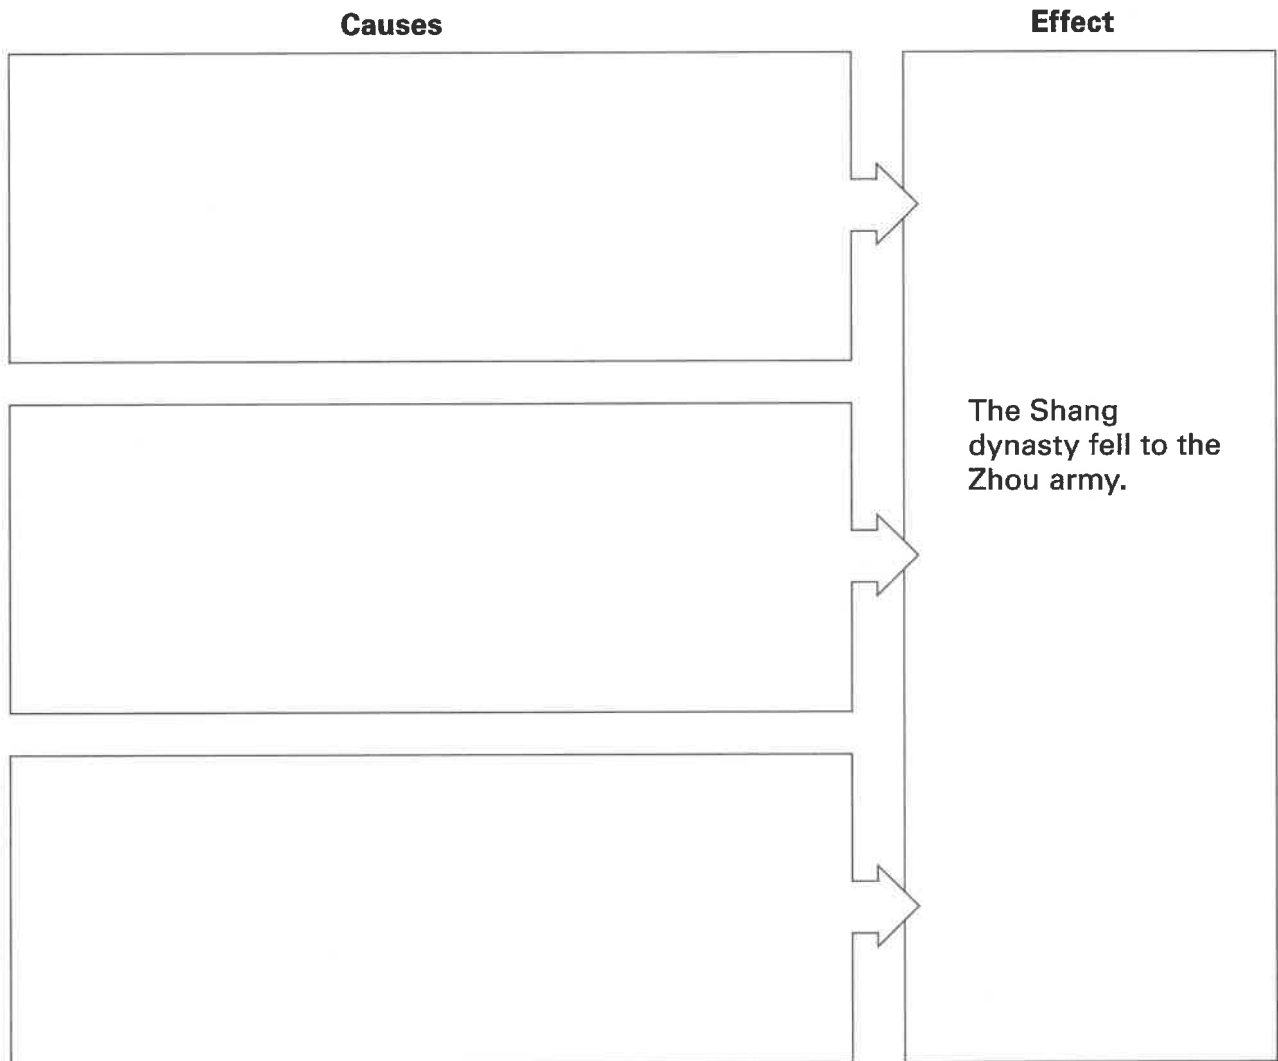 Causes
Effect
The Shang
dynasty fell to the
Zhou army.